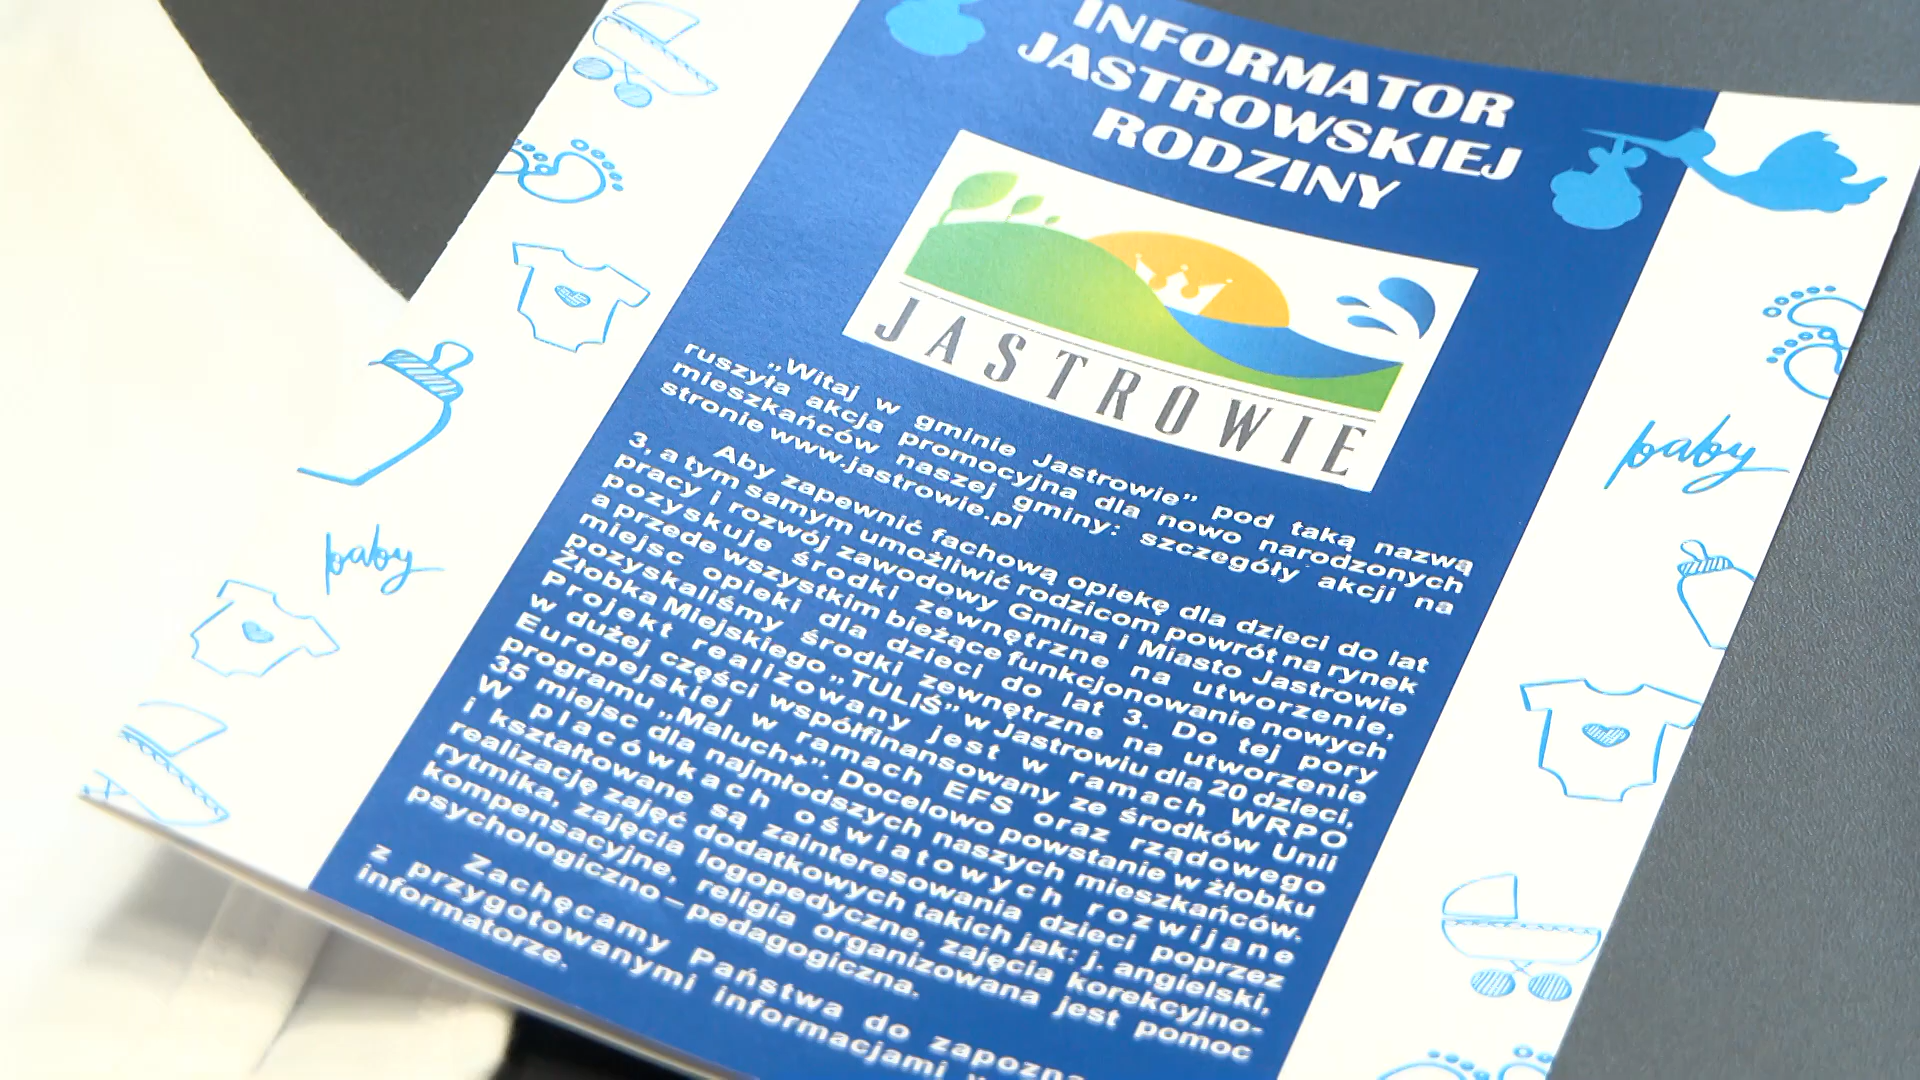 INFORMATOR
JASTROWSKIEJ
RODZINY
JASTROWIE
„Witaj w gminie Jastrowie” pod taką nazwą
ruszyła akcja promocyjna dla nowo narodzonych
mieszkańców naszej gminy: szczegóły akcji na
stronie www.jastrowie.pl
Aby zapewnić fachową opiekę dla dzieci do lat
3, a tym samym umożliwić rodzicom powrót na rynek
pracy i rozwój zawodowy Gmina i Miasto Jastrowie
pozyskuje środki zewnętrzne na utworzenie,
a przede wszystkim bieżące funkcjonowanie nowych
miejsc opieki dla dzieci do lat 3. Do tej pory
pozyskaliśmy środki zewnętrzne na utworzenie
Żłobka Miejskiego „TULIŚ” w Jastrowiu dla 20 dzieci.
Projekt realizowany jest w ramach WRPO
w dużej części współfinansowany ze środków Unii
Europejskiej w ramach EFS oraz rządowego
programu „Maluch+”. Docelowo powstanie w żłobku
35 miejsc dla najmłodszych naszych mieszkańców.
W placówkach oświatowych rozwijane
i kształtowane są zainteresowania dzieci poprzez
realizację zajęć dodatkowych takich jak: j. angielski,
rytmika, zajęcia logopedyczne, zajęcia korekcyjno-
kompensacyjne, religia organizowana jest pomoc
psychologiczno – pedagogiczna.
Zachęcamy Państwa do
z przygotowanymi informacjami
informatorze.
baby
baby